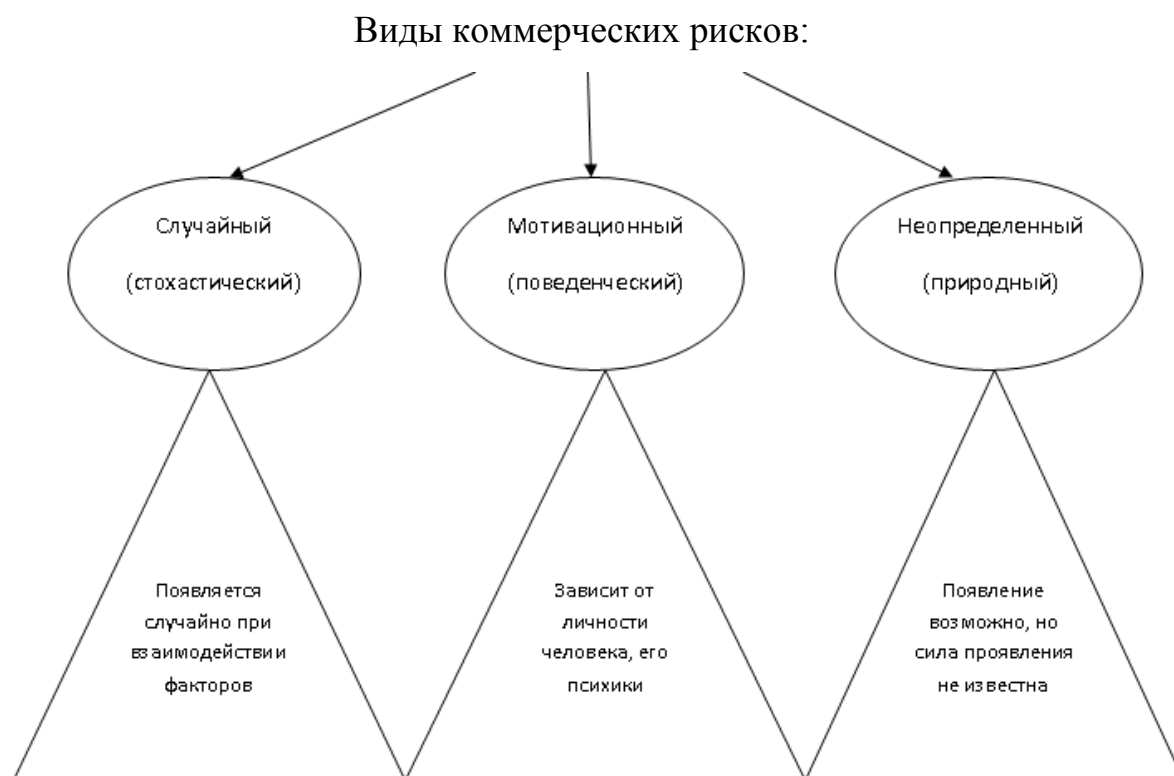 Виды коммерческих рисков:
Случайный
(стохастический)
Мотивационный
(поведенческий)
Неопределенный
(природный)
Появляется
случайно при
взаимодействии
факторов
Зависит от
личности
человека, его
психики
Появление
возможно, но
сила проявления
не известна